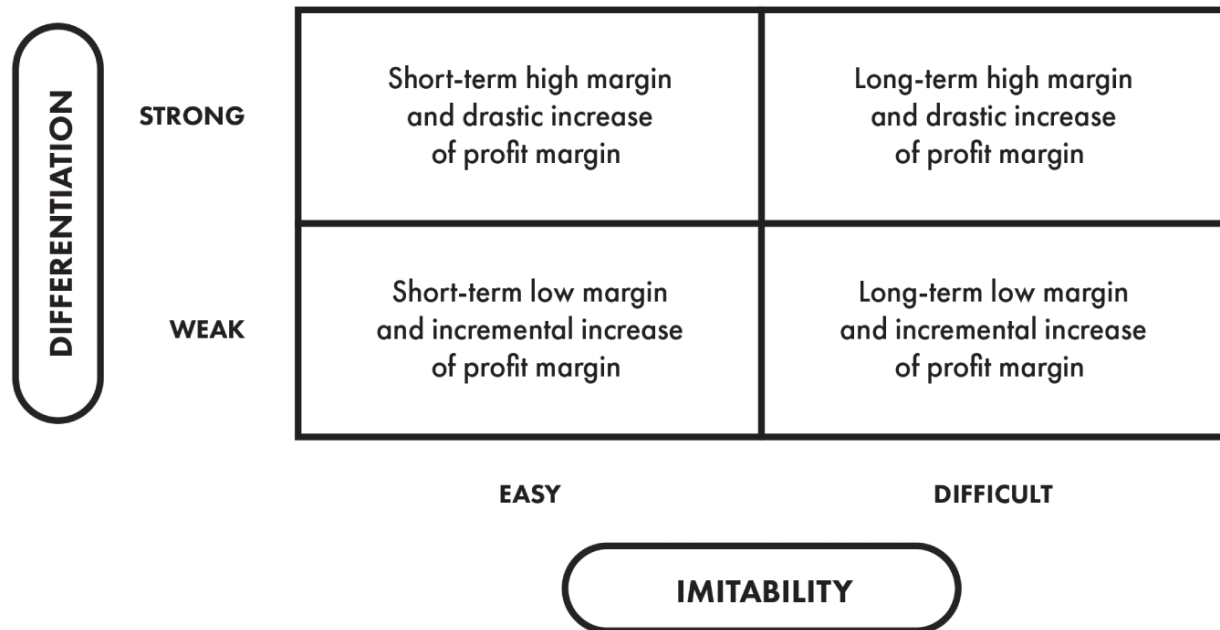 DIFFERENTIATION
STRONG
Short-term high margin
and drastic increase
of profit margin
Long-term high margin
and drastic increase
of profit margin
WEAK
Short-term low margin
and incremental increase
of profit margin
Long-term low margin
and incremental increase
of profit margin
EASY
DIFFICULT
IMITABILITY